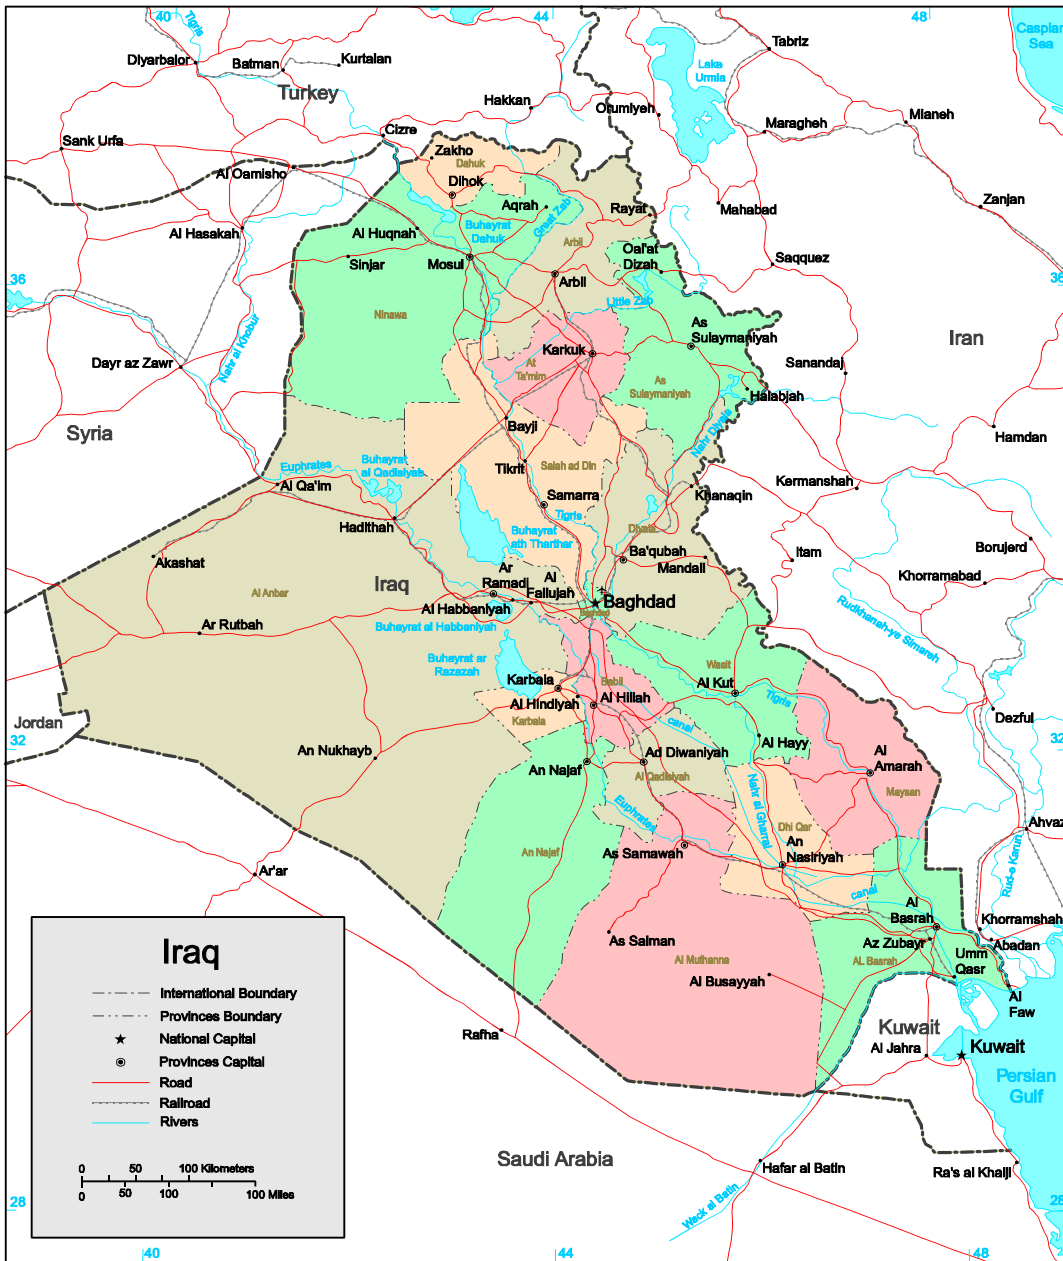 40
44
48
Tigris
Caspian
Sea
Diyarbalor
Batman
Kurtalan
Tabriz
Lake
Urmia
Turkey
Hakkan
Orumiyeh
Maragheh
Mianeh
Sank Urfa
Cizre
Zakho
Dahuk
Al Qamisho
Dihok
Aqrah
Great Zab
Rayat
Mahabad
Zanjan
Al Hasakah
Al Huqnah
Buhayrat
Dahuk
Arbil
Qal'at
Dizah
Saqquez
Sinjar
Mosul
Arbil
36
36
Little Zab
Ninawa
As
Sulaymaniyah
Iran
Nahr al Khobur
Karkuk
At
Ta'mim
Dayr az Zawr
Sanandaj
As
Sulaymaniyah
Halabjah
Syria
Bayji
Nahr Diyala
Hamdan
Euphrates
Buhayrat
al Qadisiyah
Tikrit
Salah ad Din
Al Qa'im
Khanaqin
Kermanshah
Samarra
Hadithah
Tigris
Buhayrat
ath Tharthar
Diyala
Akashat
Ba'qubah
Mandali
Itam
Borujerd
Iraq
Ar
Ramadi
Al
Fallujah
Khorramabad
Al Anbar
Al Habbaniyah
Baghdad
Baghdad
Rudkhanah-ye Simareh
Ar Rutbah
Buhayrat al Habbaniyah
Buhayrat ar
Razazah
Wasit
Karbala
Babil
Al Kut
Al Hindiyah
Al Hillah
Tigris
Jordan
Karbala
canal
Dezful
32
32
An Nukhayb
Ad Diwaniyah
Al Hayy
Al
Amarah
An Najaf
Al Qadisiyah
Nahr al Gharraf
Maysan
Euphrates
Dhi Qar
Ahvaz
An Najaf
As Samawah
An
Nasiriyah
Rud-e Karun
Ar'ar
canal
Al
Basrah
Khorramshah
As Salman
Az Zubayr
Abadan
Al Muthanna
AL Basrah
Umm
Qasr
Al Busayyah
Al
Faw
Rafha
Kuwait
Al Jahra
Kuwait
Persian
Gulf
Saudi Arabia
Hafar al Batin
Ra's al Khalji
Wack al Batin
28
28
40
44
48
Iraq
International Boundary
Provinces Boundary
National Capital
Provinces Capital
Road
Railroad
Rivers
0 50 100 Kilometers
0 50 100 100 Miles